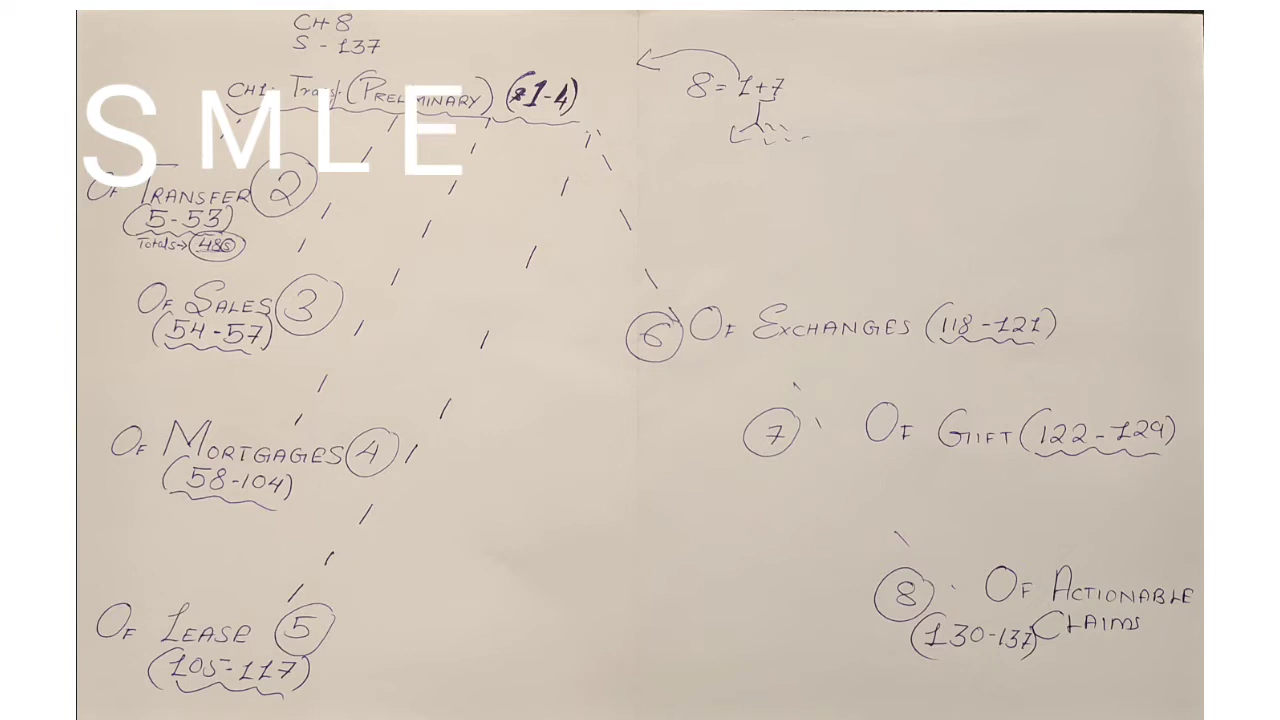 CH 8
S - 137
CH1: Transf. (PRELIMINARY) (1-4)
8 = 1+7
SMLE
OF TRANSFER 2
(5-53)
Totals→ 48S
OF SALES 3
(54-57)
6 OF EXCHANGES (118-121)
7 OF GIFT (122-129)
OF MORTGAGES 4
(58-104)
8 OF ACTIONABLE
CLAIMS
(130-137)
OF LEASE 5
(105-117)